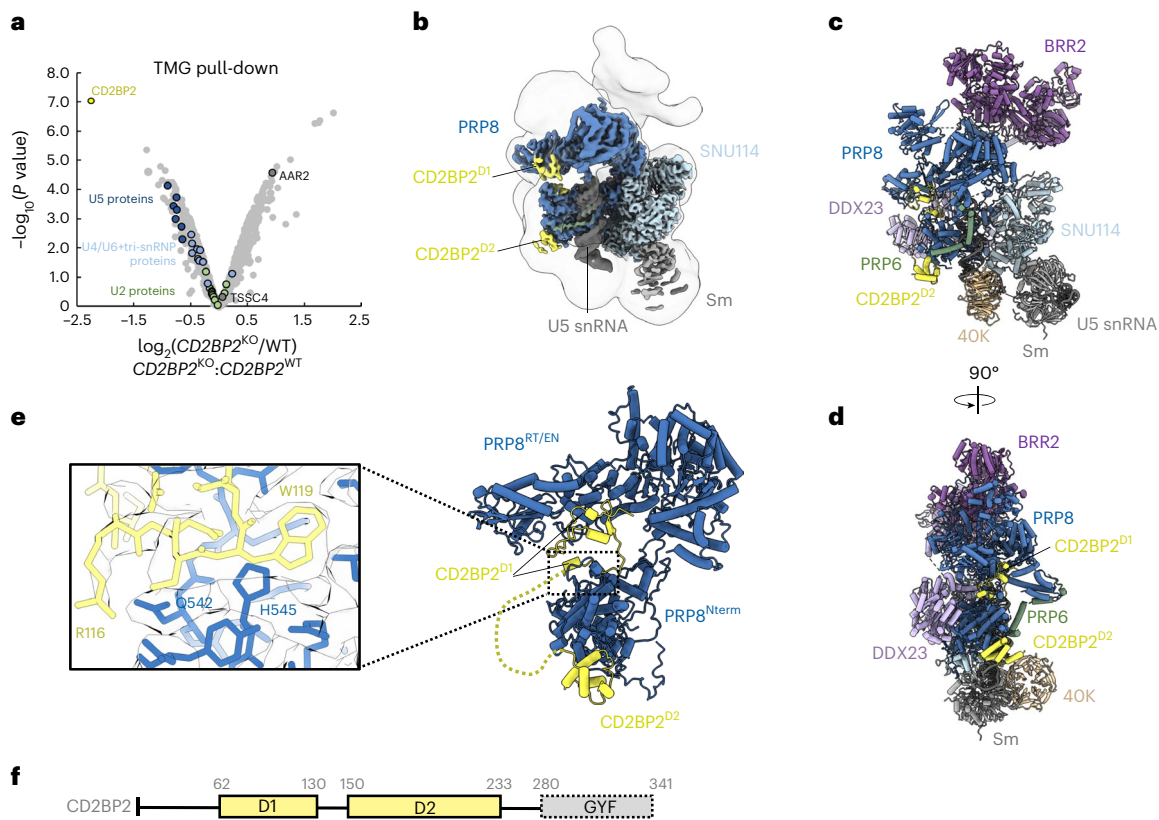 a
TMG pull-down
8.0
7.0
6.0
5.0
4.0
3.0
2.0
1.0
0
−log10(P value)
CD2BP2
AAR2
U5 proteins
U4/U6+tri-snRNP
proteins
U2 proteins
TSSC4
−2.5
−1.5
−0.5
0.5
1.5
2.5
log2(CD2BP2KO/WT)
CD2BP2KO:CD2BP2WT
b
PRP8
SNU114
CD2BP2D1
CD2BP2D2
Sm
U5 snRNA
c
BRR2
PRP8
DDX23
SNU114
PRP6
CD2BP2D2
U5 snRNA
40K
Sm
90°
d
BRR2
PRP8
CD2BP2D1
PRP6
CD2BP2D2
DDX23
40K
Sm
e
PRP8RT/EN
W119
CD2BP2D1
Q542
H545
R116
PRP8Nterm
CD2BP2D2
f
62 130 150 233 280 341
CD2BP2 D1 D2 GYF